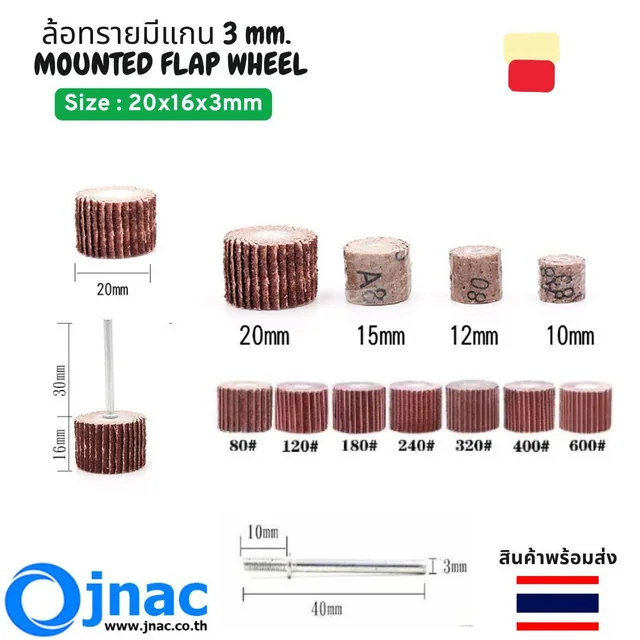 ล้อทรายมีแกน 3 mm.
MOUNTED FLAP WHEEL
Size : 20x16x3mm
20mm
30mm
16mm
A8
08
20mm
15mm
12mm
10mm
80#
120#
180#
240#
320#
400#
600#
10mm
3mm
40mm
สินค้าพร้อมส่ง
jnac
www.jnac.co.th